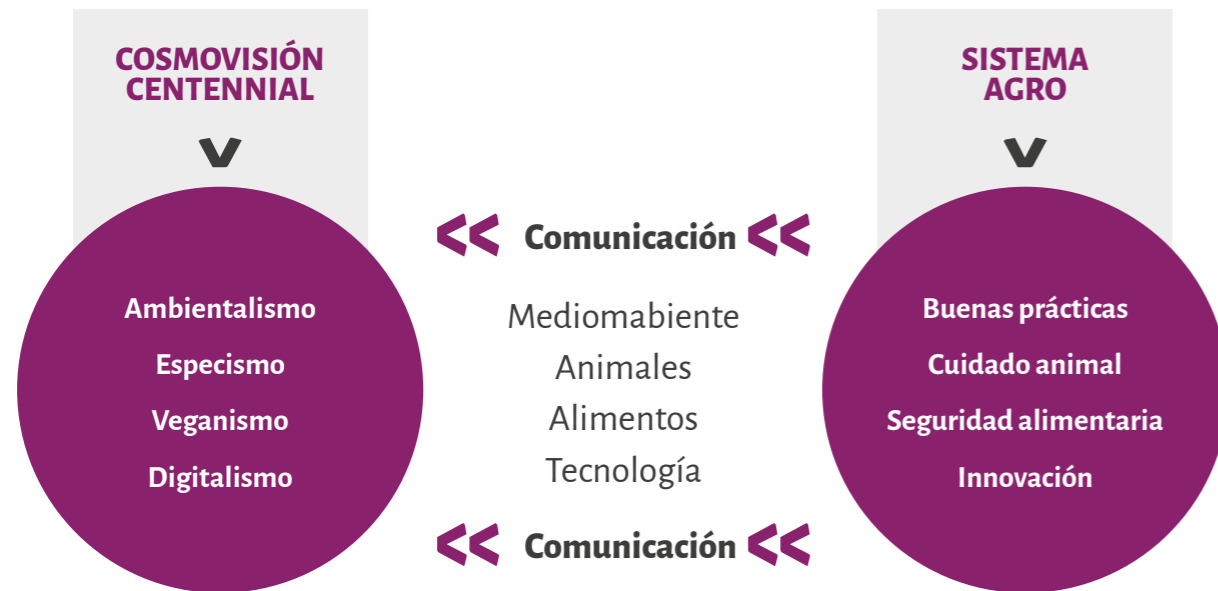 COSMOVISIÓN
CENTENNIAL
Ambientalismo
Especismo
Veganismo
Digitalismo
<< Comunicación <<
Mediomabiente
Animales
Alimentos
Tecnología
<< Comunicación <<
SISTEMA
AGRO
Buenas prácticas
Cuidado animal
Seguridad alimentaria
Innovación